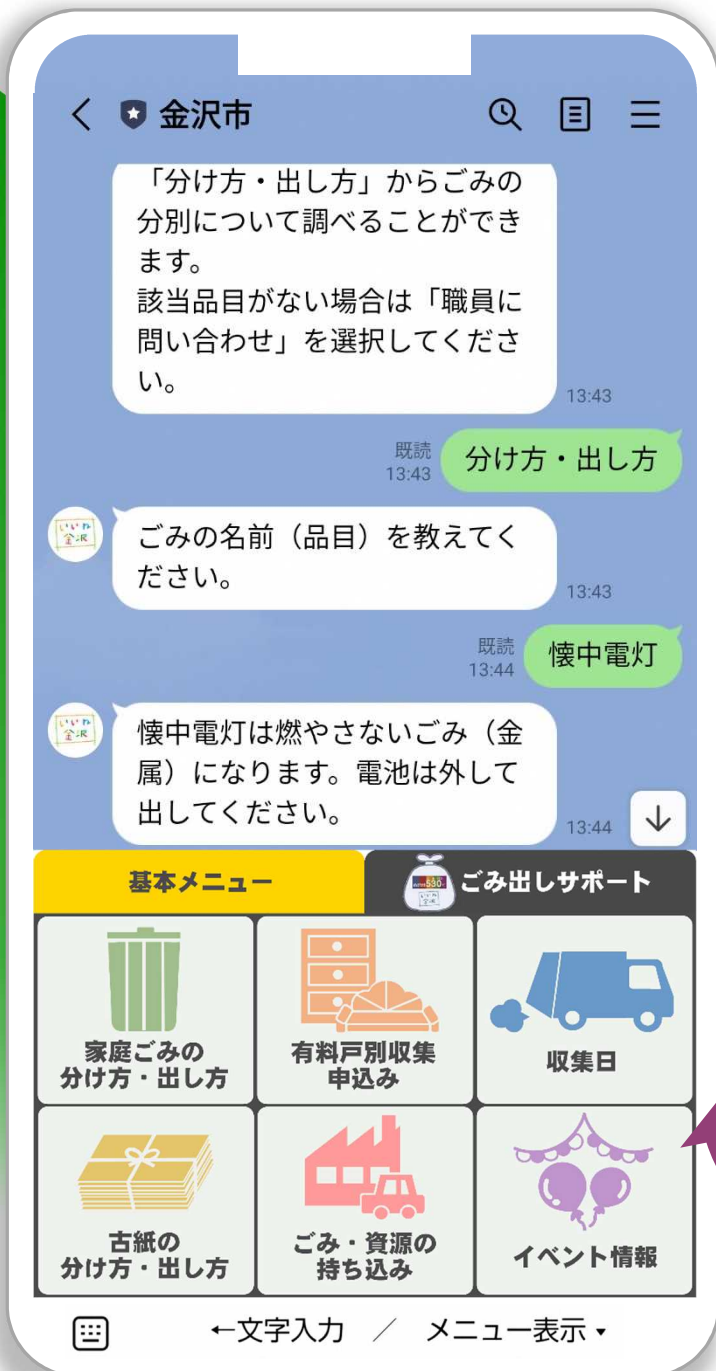 金沢市
「分け方・出し方」からごみの
分別について調べることができ
ます。
該当品目がない場合は「職員に
問い合わせ」を選択してくださ
い。
13:43
既読
13:43
分け方・出し方
いいね
金沢
ごみの名前（品目）を教えてく
ださい。
13:43
既読
13:44
懐中電灯
いいね
金沢
懐中電灯は燃やさないごみ（金
属）になります。電池は外して
出してください。
13:44
基本メニュー
ごみ出しサポート
家庭ごみの
分け方・出し方
有料戸別収集
申込み
収集日
古紙の
分け方・出し方
ごみ・資源の
持ち込み
イベント情報
←文字入力 ／ メニュー表示▼